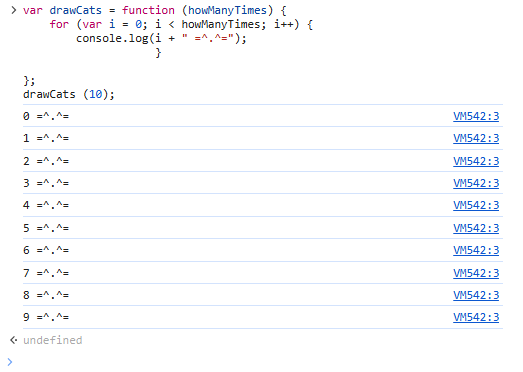 var drawCats = function (howManyTimes) {
    for (var i = 0; i < howManyTimes; i++) {
        console.log(i + " =^.^=");
                    }

};
drawCats (10);
0 =^.^= VM542:3
1 =^.^= VM542:3
2 =^.^= VM542:3
3 =^.^= VM542:3
4 =^.^= VM542:3
5 =^.^= VM542:3
6 =^.^= VM542:3
7 =^.^= VM542:3
8 =^.^= VM542:3
9 =^.^= VM542:3
undefined